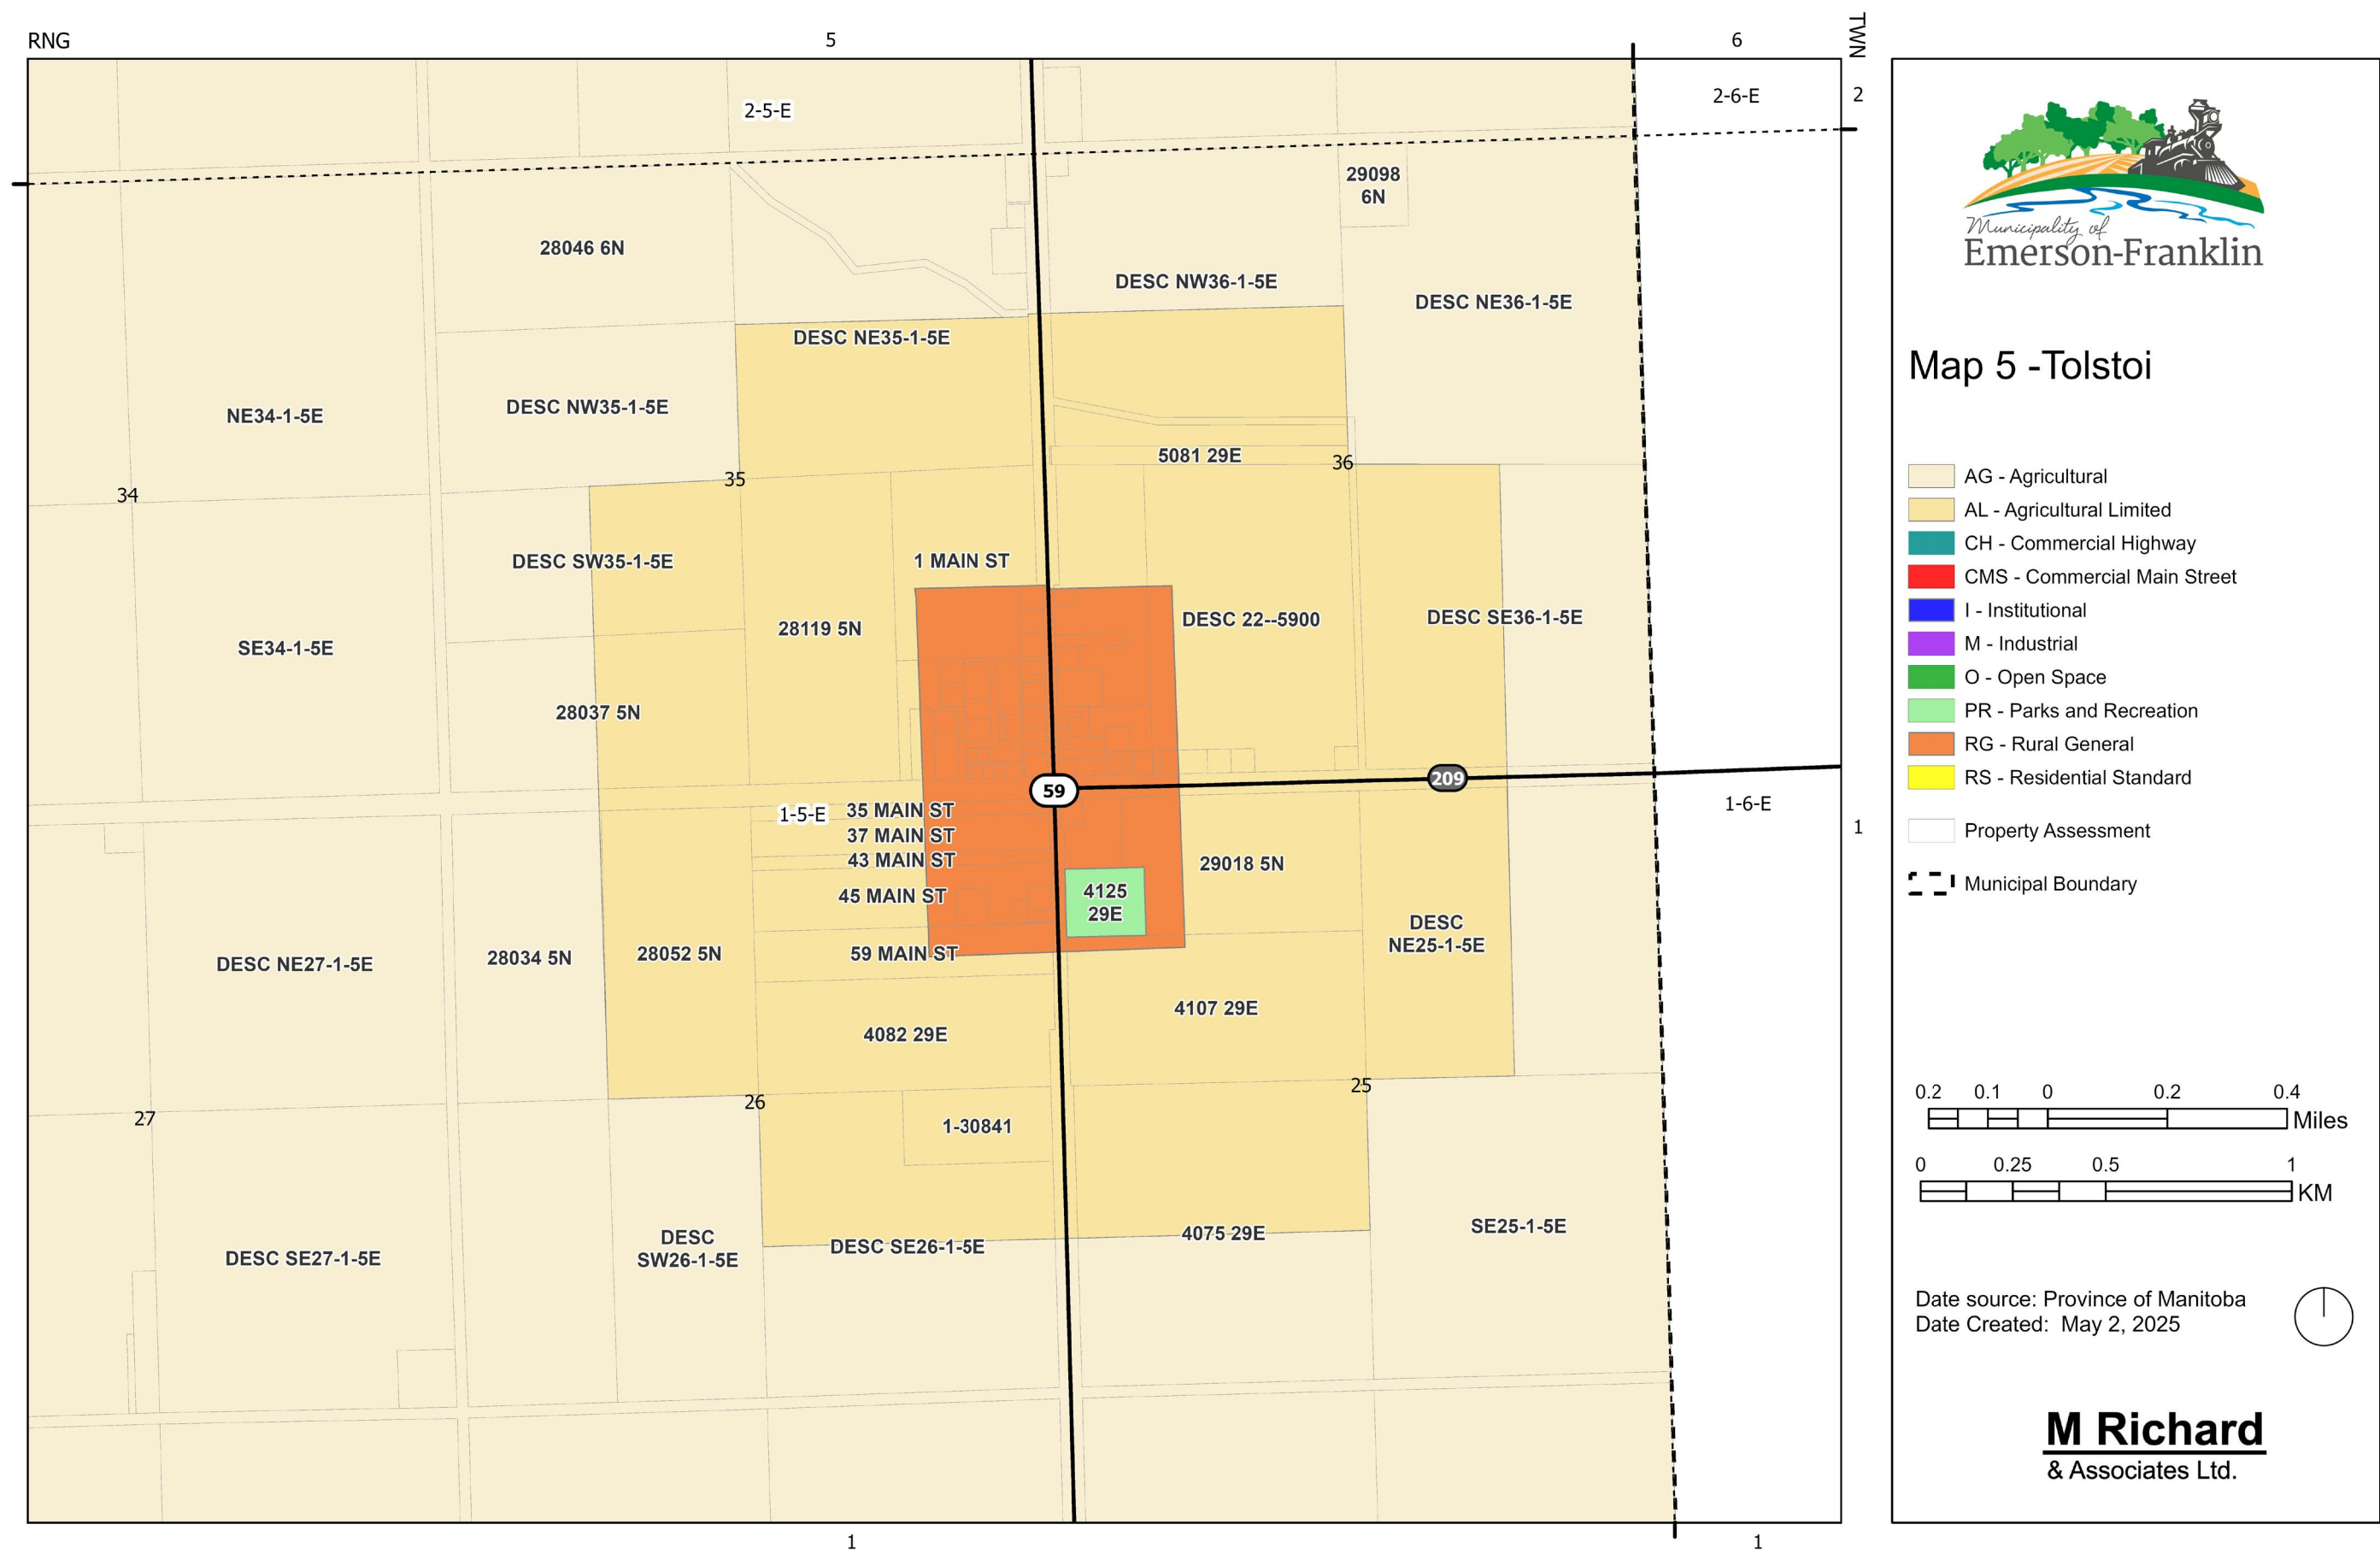 RNG
5
6
TWN
2-5-E
2-6-E
2
29098
6N
28046 6N
DESC NW36-1-5E
DESC NE36-1-5E
DESC NE35-1-5E
DESC NW35-1-5E
NE34-1-5E
5081 29E
36
35
34
DESC SW35-1-5E
1 MAIN ST
28119 5N
DESC 22--5900
DESC SE36-1-5E
SE34-1-5E
28037 5N
209
59
1-5-E
35 MAIN ST
1-6-E
1
37 MAIN ST
43 MAIN ST
29018 5N
45 MAIN ST
4125
29E
DESC
NE25-1-5E
59 MAIN ST
28052 5N
28034 5N
DESC NE27-1-5E
4107 29E
4082 29E
25
26
27
1-30841
SE25-1-5E
4075 29E
DESC SE26-1-5E
DESC
SW26-1-5E
DESC SE27-1-5E
1
1
Municipality of
Emerson-Franklin
Map 5 -Tolstoi
AG - Agricultural
AL - Agricultural Limited
CH - Commercial Highway
CMS - Commercial Main Street
I - Institutional
M - Industrial
O - Open Space
PR - Parks and Recreation
RG - Rural General
RS - Residential Standard
Property Assessment
Municipal Boundary
0.2 0.1 0 0.2 0.4
Miles
0 0.25 0.5 1
KM
Date source: Province of Manitoba
Date Created: May 2, 2025
M Richard
& Associates Ltd.